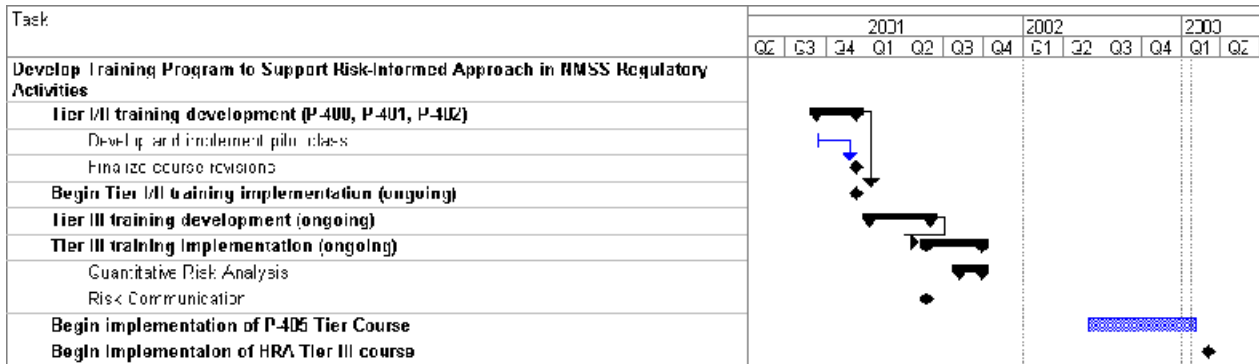 Task
2001 2002 2003
Q2 Q3 Q4 Q1 Q2 Q3 Q4 Q1 Q2 Q3 Q4 Q1 Q2
Develop Training Program to Support Risk-Informed Approach in NMSS Regulatory
Activities
Tier I/II training development (P-400, P-401, P-402)
Develop and implement pilot class
Finalize course revisions
Begin Tier I/II training implementation (ongoing)
Tier III training development (ongoing)
Tier III training implementation (ongoing)
Quantitative Risk Analysis
Risk Communication
Begin implementation of P-405 Tier Course
Begin Implementaion of HRA Tier III course